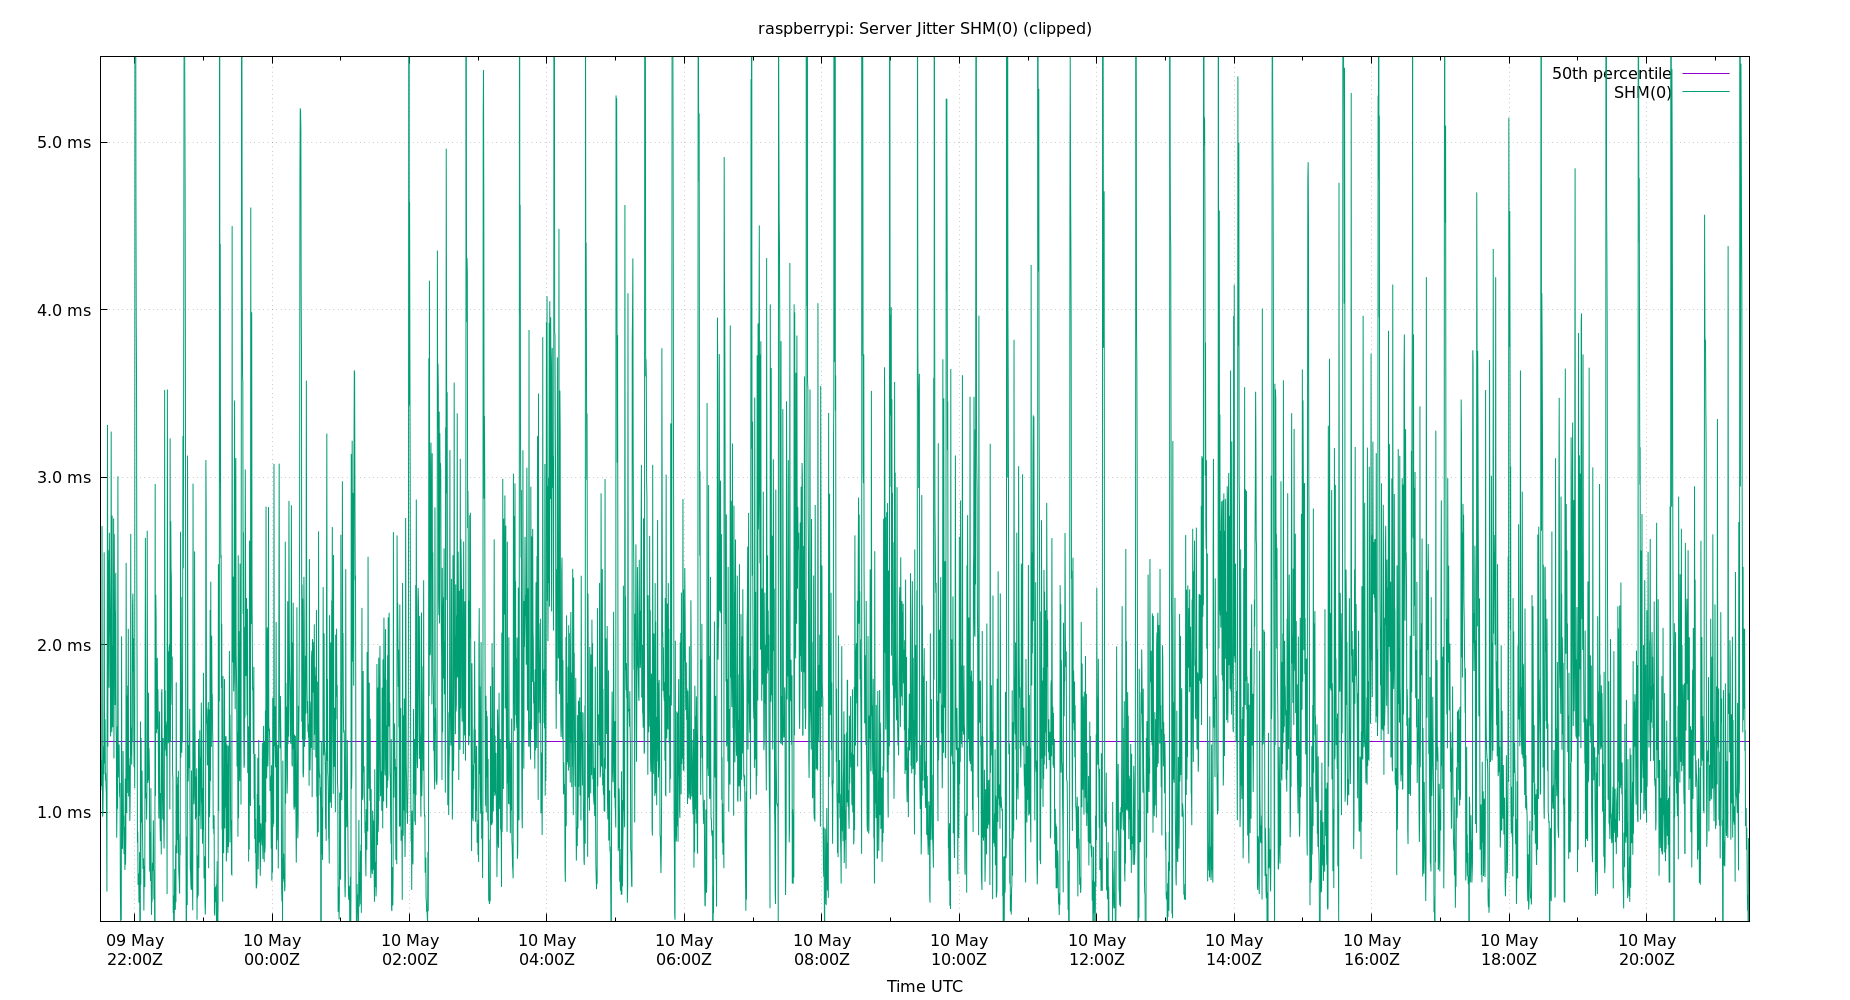 raspberrypi: Server Jitter SHM(0) (clipped)
50th percentile
SHM(0)
5.0 ms
4.0 ms
3.0 ms
2.0 ms
1.0 ms
09 May 10 May 10 May 10 May 10 May 10 May 10 May 10 May 10 May 10 May 10 May 10 May
22:00Z 00:00Z 02:00Z 04:00Z 06:00Z 08:00Z 10:00Z 12:00Z 14:00Z 16:00Z 18:00Z 20:00Z
Time UTC